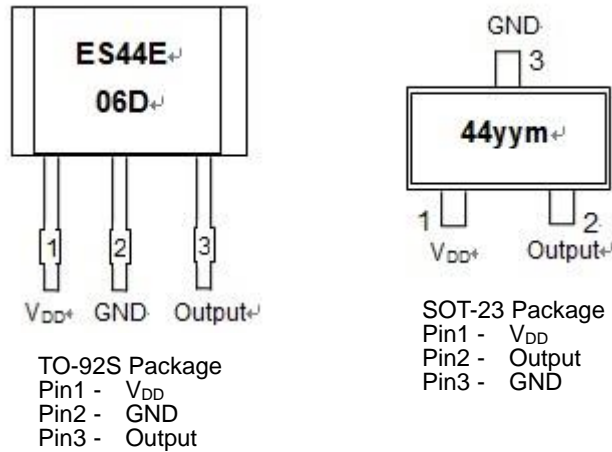 ES44E↵
06D↵
1 2 3
VDD↵ GND Output↵
TO-92S Package
Pin1 - VDD
Pin2 - GND
Pin3 - Output
GND
3
44yym↵
1 2
VDD↵ Output↵
SOT-23 Package
Pin1 - VDD
Pin2 - Output
Pin3 - GND